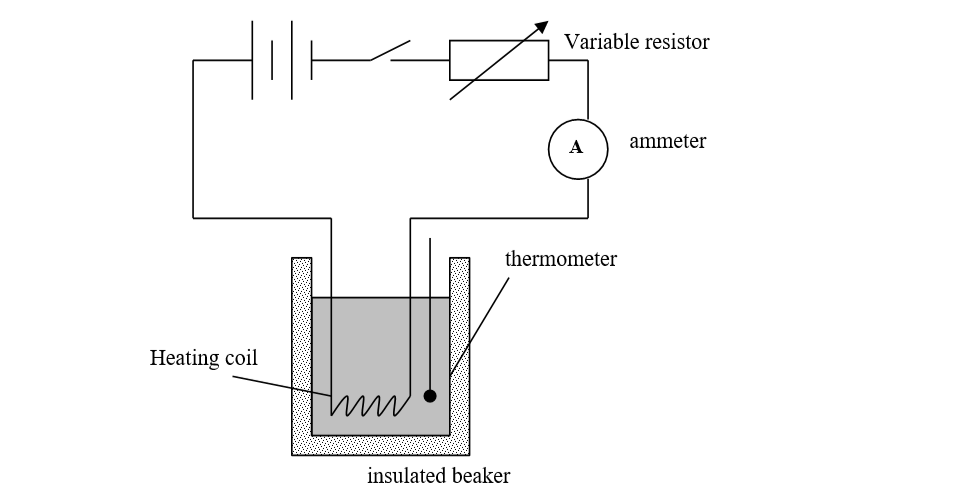 Variable resistor
A
ammeter
thermometer
Heating coil
insulated beaker